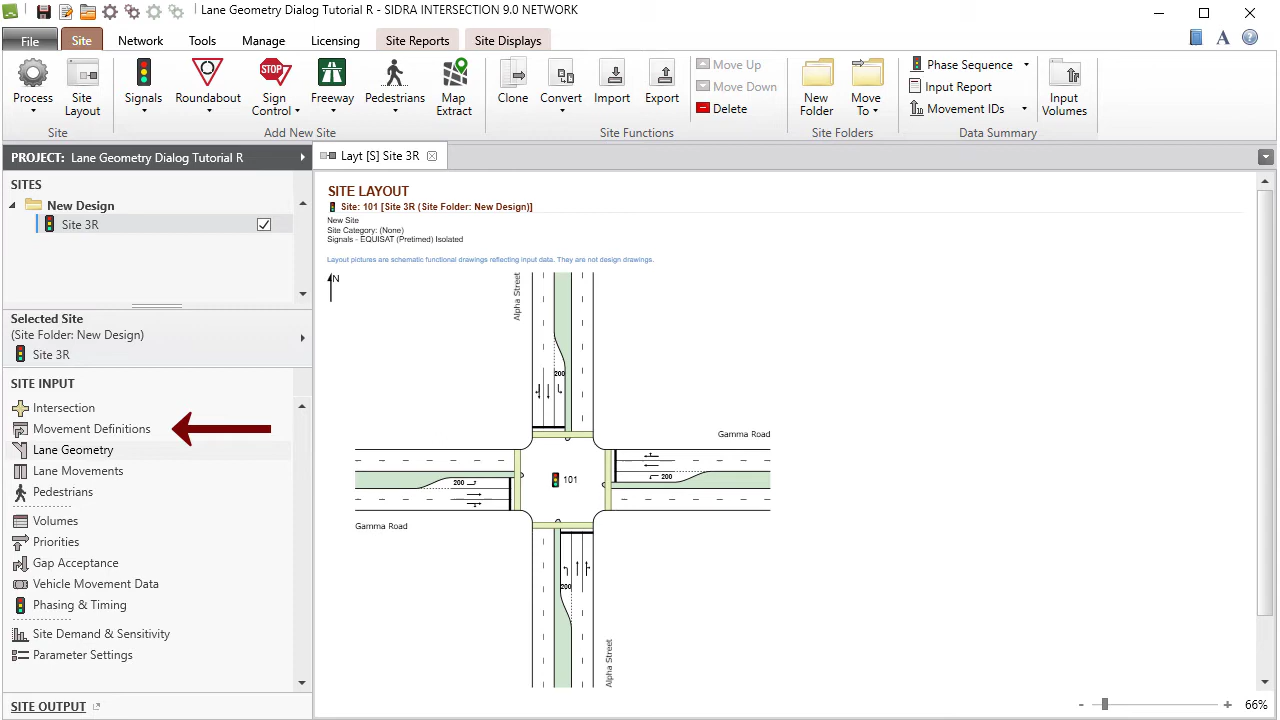 Lane Geometry Dialog Tutorial R - SIDRA INTERSECTION 9.0 NETWORK
File Site Network Tools Manage Licensing Site Reports Site Displays
Process
Site Layout
Signals
Roundabout
Sign Control
Freeway
Pedestrians
Map Extract
Clone
Convert
Import
Export
Move Up
Move Down
Delete
New Folder
Move To
Phase Sequence
Input Report
Movement IDs
Input Volumes
Site
Add New Site
Site Functions
Site Folders
Data Summary
PROJECT: Lane Geometry Dialog Tutorial R
Layt [S] Site 3R
SITES
New Design
Site 3R
Selected Site
(Site Folder: New Design)
Site 3R
SITE INPUT
Intersection
Movement Definitions
Lane Geometry
Lane Movements
Pedestrians
Volumes
Priorities
Gap Acceptance
Vehicle Movement Data
Phasing & Timing
Site Demand & Sensitivity
Parameter Settings
SITE OUTPUT
SITE LAYOUT
Site: 101 [Site 3R (Site Folder: New Design)]
New Site
Site Category: (None)
Signals - EQUISAT (Pretimed) Isolated
Layout pictures are schematic functional drawings reflecting input data. They are not design drawings.
N
Alpha Street
200
Gamma Road
200
101
200
Gamma Road
200
Alpha Street
66%